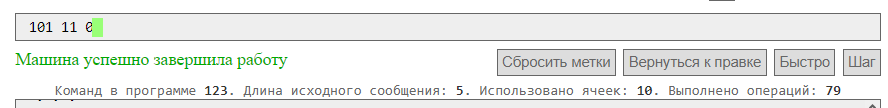 101 11 0
Машина успешно завершила работу
Сбросить метки Вернуться к правке Быстро Шаг
Команд в программе 123. Длина исходного сообщения: 5. Использовано ячеек: 10. Выполнено операций: 79